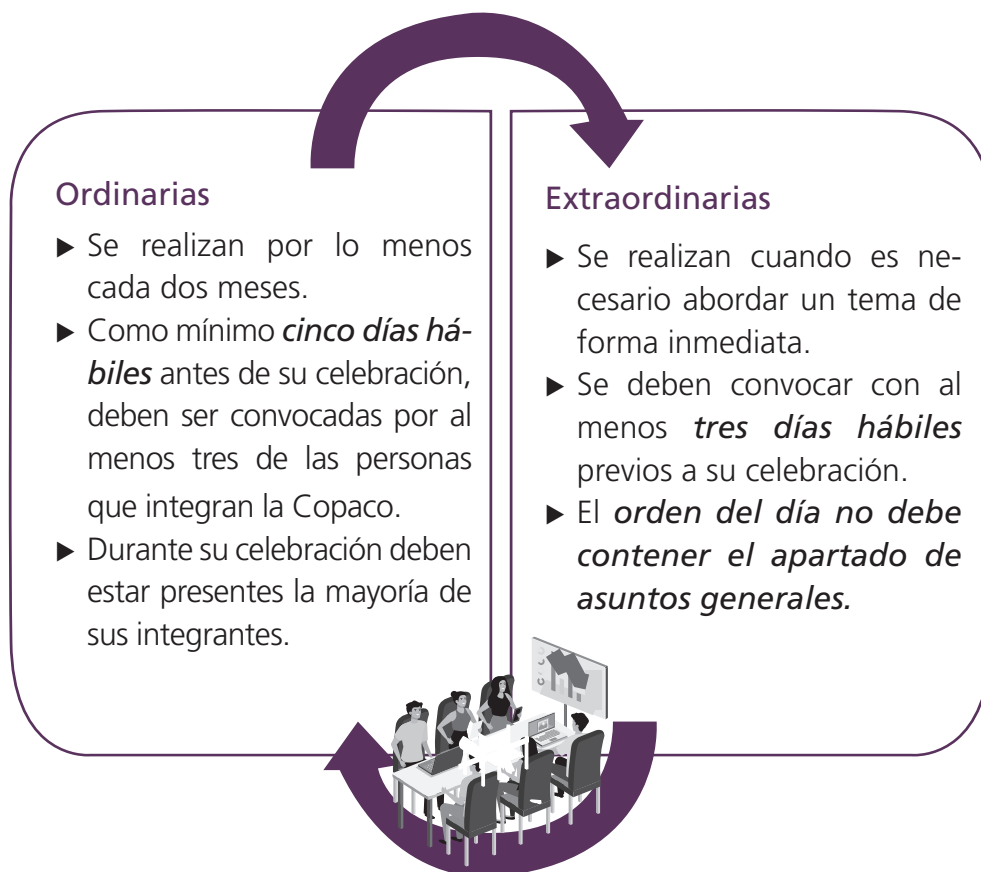 Ordinarias
▶ Se realizan por lo menos
cada dos meses.
▶ Como mínimo cinco días há-
biles antes de su celebración,
deben ser convocadas por al
menos tres de las personas
que integran la Copaco.
▶ Durante su celebración deben
estar presentes la mayoría de
sus integrantes.
Extraordinarias
▶ Se realizan cuando es ne-
cesario abordar un tema de
forma inmediata.
▶ Se deben convocar con al
menos tres días hábiles
previos a su celebración.
▶ El orden del día no debe
contener el apartado de
asuntos generales.